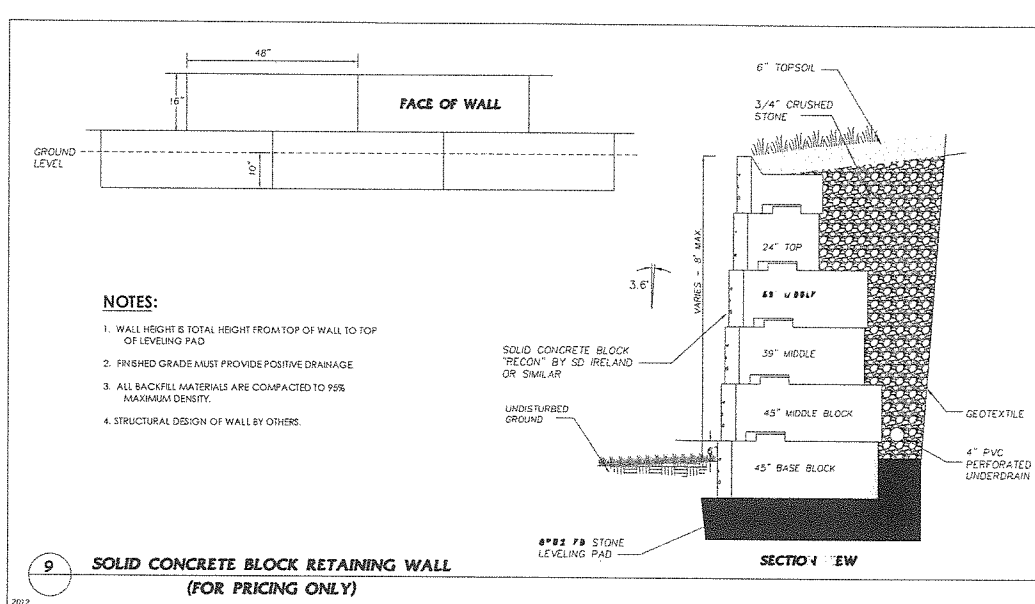 48"
16"
FACE OF WALL
GROUND
LEVEL
10"
NOTES:
1. WALL HEIGHT IS TOTAL HEIGHT FROM TOP OF WALL TO TOP
OF LEVELING PAD
2. FINISHED GRADE MUST PROVIDE POSITIVE DRAINAGE
3. ALL BACKFILL MATERIALS ARE COMPACTED TO 95%
MAXIMUM DENSITY.
4. STRUCTURAL DESIGN OF WALL BY OTHERS.
6" TOPSOIL
3/4" CRUSHED
STONE
VARIES - 8' MAX
3.6°
24" TOP
39" MIDDLE
45" MIDDLE BLOCK
45" BASE BLOCK
SOLID CONCRETE BLOCK
"RECON" BY SD IRELAND
OR SIMILAR
UNDISTURBED
GROUND
GEOTEXTILE
4" PVC
PERFORATED
UNDERDRAIN
STONE
LEVELING PAD
SECTION EW
9
SOLID CONCRETE BLOCK RETAINING WALL
(FOR PRICING ONLY)
2012